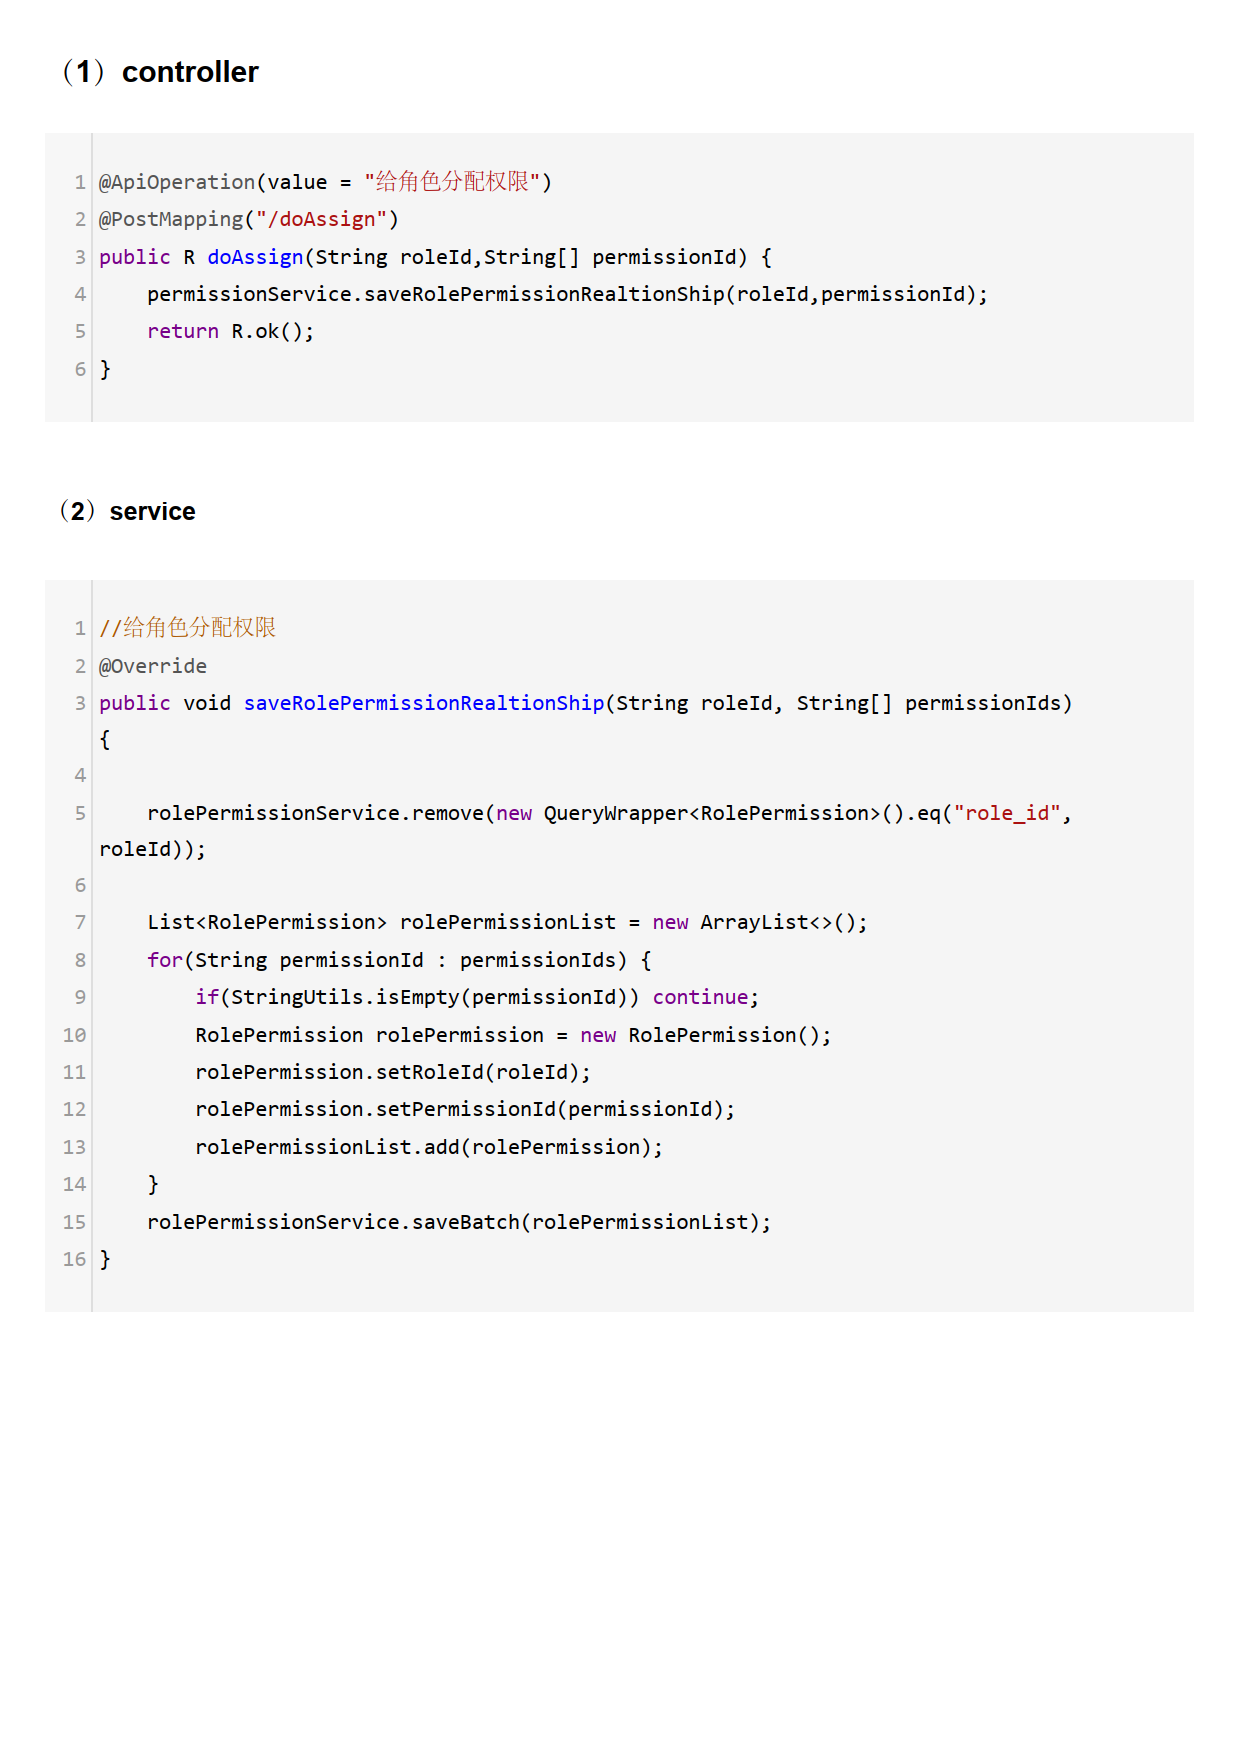 （1）controller
1 @ApiOperation(value = "给角色分配权限")
2 @PostMapping("/doAssign")
3 public R doAssign(String roleId,String[] permissionId) {
4     permissionService.saveRolePermissionRealtionShip(roleId,permissionId);
5     return R.ok();
6 }
（2）service
1 //给角色分配权限
2 @Override
3 public void saveRolePermissionRealtionShip(String roleId, String[] permissionIds)
{
4
5     rolePermissionService.remove(new QueryWrapper<RolePermission>().eq("role_id",
roleId));
6
7     List<RolePermission> rolePermissionList = new ArrayList<>();
8     for(String permissionId : permissionIds) {
9         if(StringUtils.isEmpty(permissionId)) continue;
10         RolePermission rolePermission = new RolePermission();
11         rolePermission.setRoleId(roleId);
12         rolePermission.setPermissionId(permissionId);
13         rolePermissionList.add(rolePermission);
14     }
15     rolePermissionService.saveBatch(rolePermissionList);
16 }